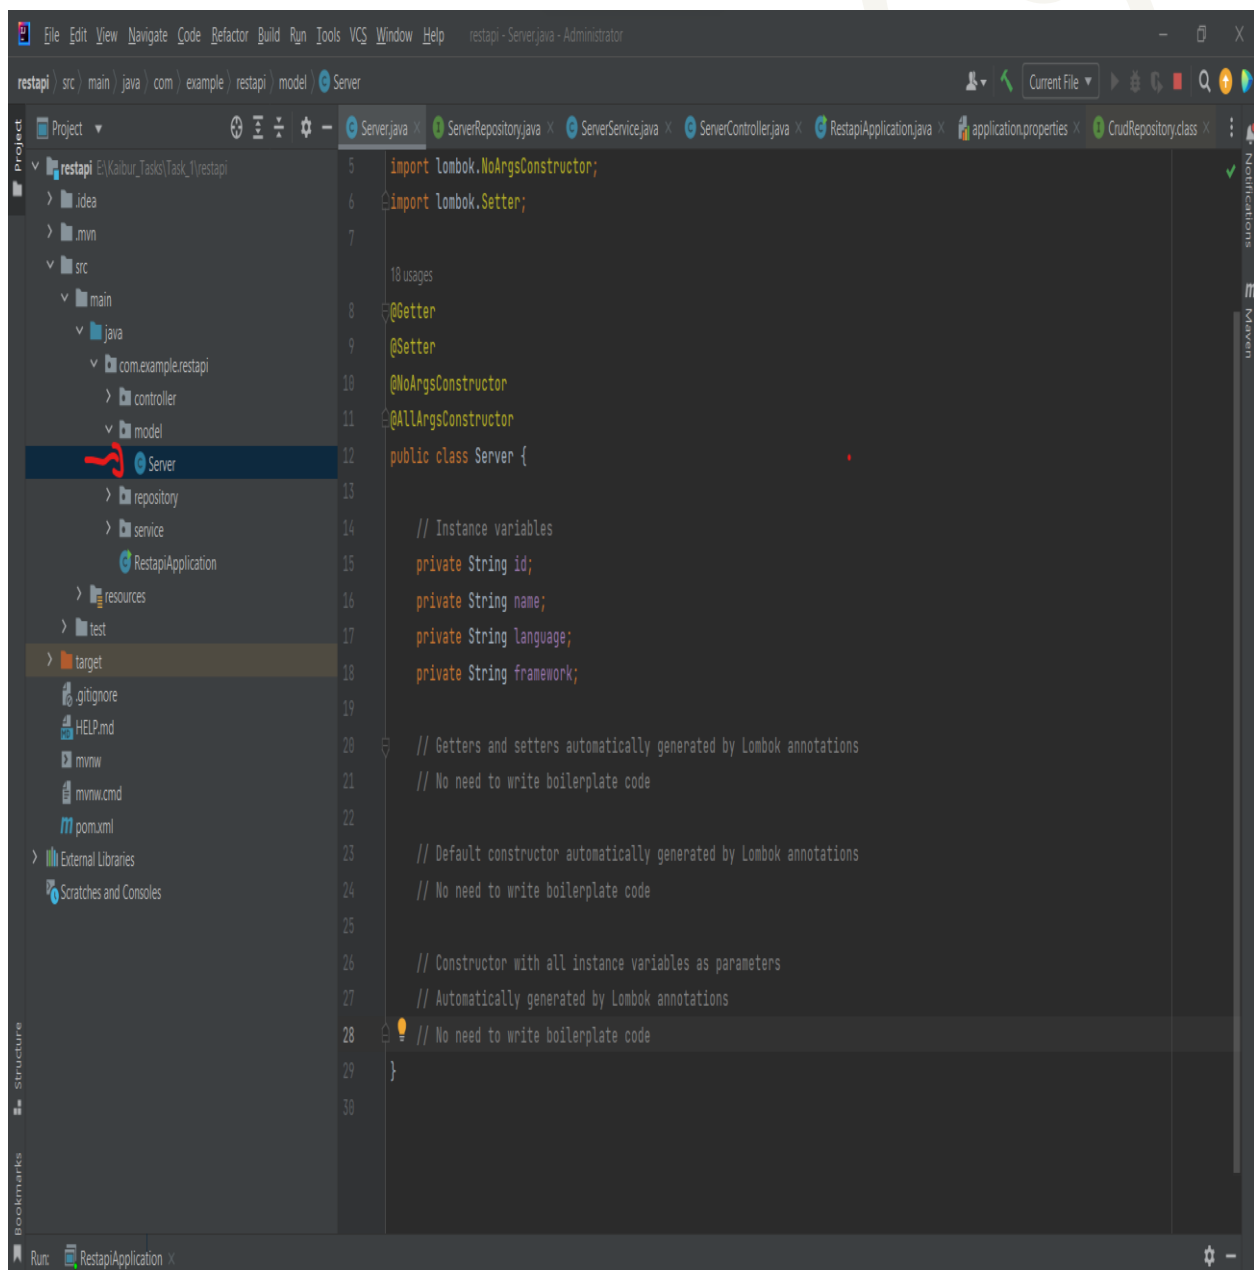 File Edit View Navigate Code Refactor Build Run Tools VCS Window Help restapi - Server.java - Administrator
restapi src main java com example restapi model Server Current File
Project
Server.java ServerRepository.java ServerService.java ServerController.java RestapiApplication.java application.properties CrudRepository.class
Project
restapi E:\Kaibur_Tasks\Task_1\restapi
.idea
.mvn
src
main
java
com.example.restapi
controller
model
Server
repository
service
RestapiApplication
resources
test
target
.gitignore
HELP.md
mvnw
mvnw.cmd
pom.xml
External Libraries
Scratches and Consoles
5 import lombok.NoArgsConstructor;
6 import lombok.Setter;
7
18 usages
8 @Getter
9 @Setter
10 @NoArgsConstructor
11 @AllArgsConstructor
12 public class Server {
13
14 // Instance variables
15 private String id;
16 private String name;
17 private String language;
18 private String framework;
19
20 // Getters and setters automatically generated by Lombok annotations
21 // No need to write boilerplate code
22
23 // Default constructor automatically generated by Lombok annotations
24 // No need to write boilerplate code
25
26 // Constructor with all instance variables as parameters
27 // Automatically generated by Lombok annotations
28 // No need to write boilerplate code
29 }
30
Notifications
Maven
Structure
Bookmarks
Run: RestapiApplication